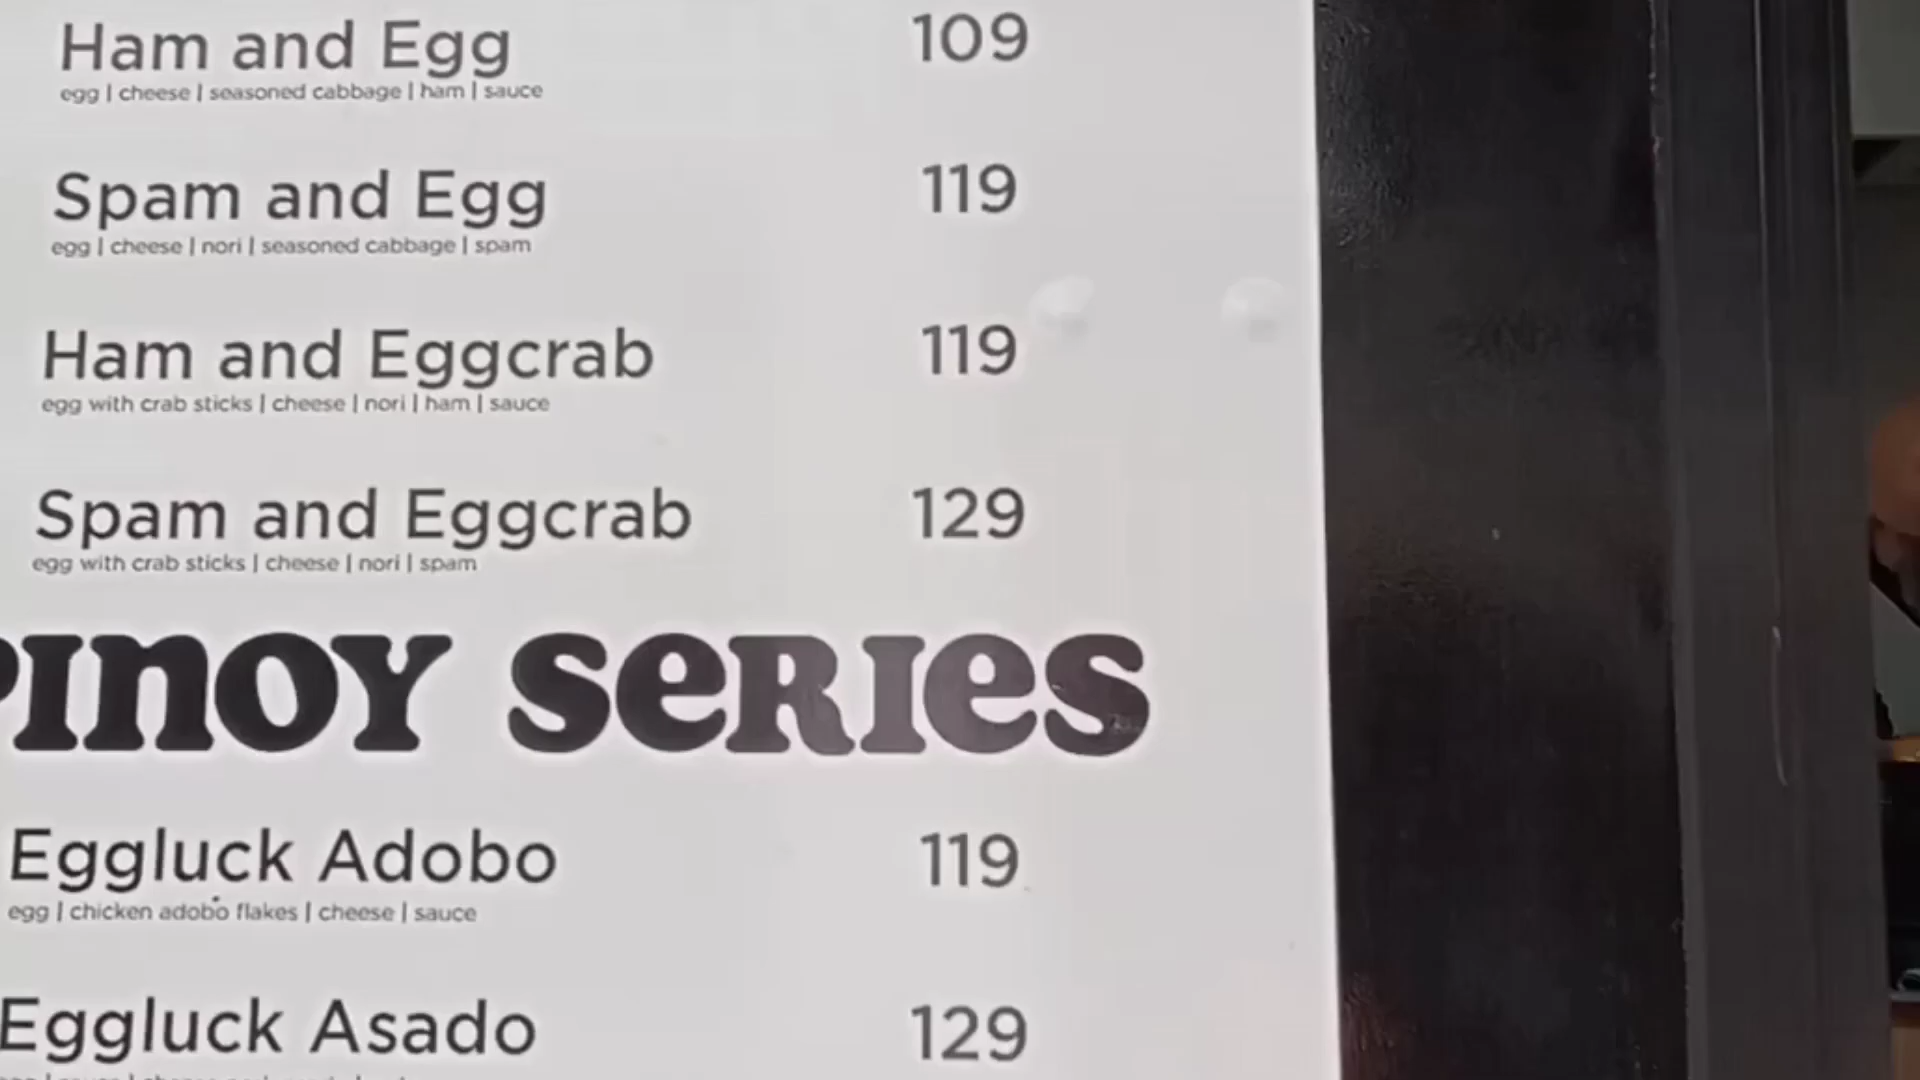 Ham and Egg 109
egg | cheese | seasoned cabbage | ham | sauce
Spam and Egg 119
egg | cheese | nori | seasoned cabbage | spam
Ham and Eggcrab 119
egg with crab sticks | cheese | nori | ham | sauce
Spam and Eggcrab 129
egg with crab sticks | cheese | nori | spam
PINOY SERIES
Eggluck Adobo 119
egg | chicken adobo flakes | cheese | sauce
Eggluck Asado 129